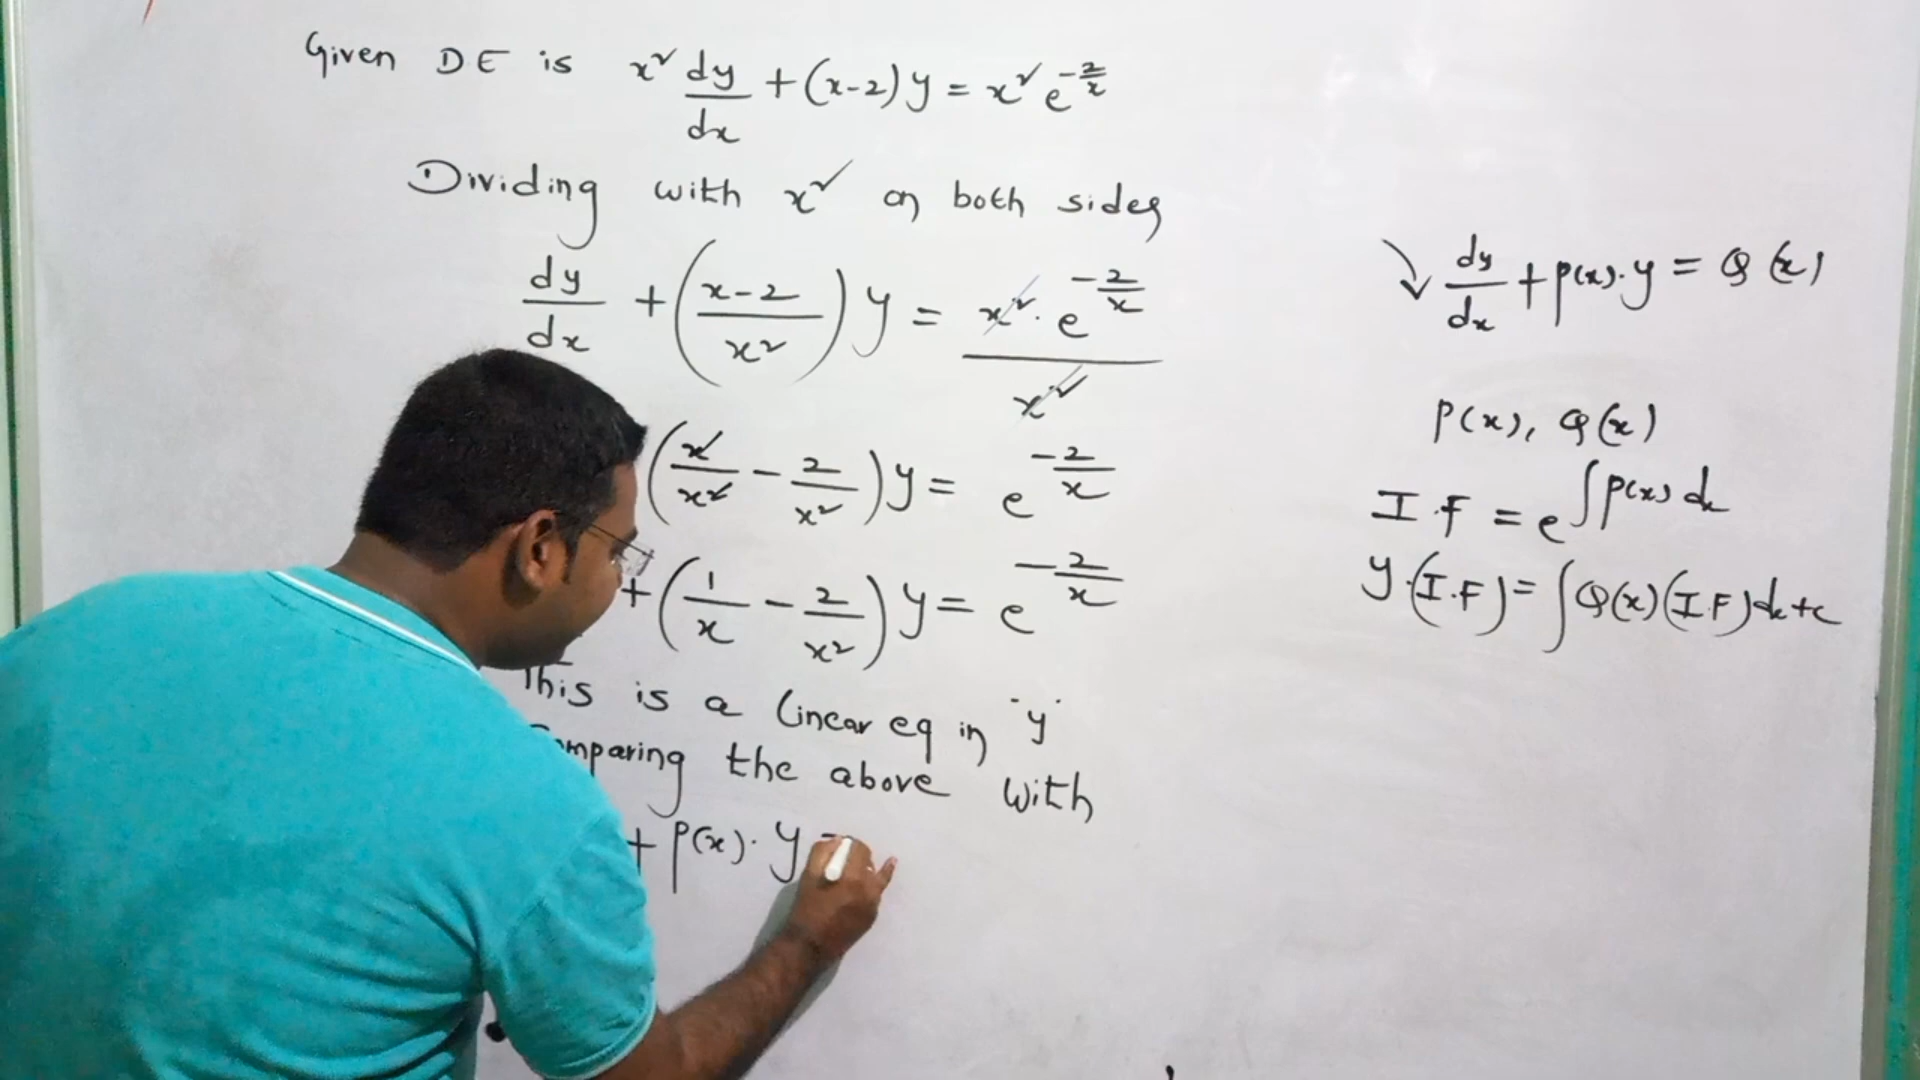 Given DE is x² dy/dx + (x-2)y = x² e^(-2/x)
Dividing with x² on both sides
dy/dx + ((x-2)/x²) y = (x² · e^(-2/x))/x²
(x/x² - 2/x²) y = e^(-2/x)
+ (1/x - 2/x²) y = e^(-2/x)
This is a linear eq in 'y'
comparing the above with
+ P(x) · y =
dy/dx + P(x) · y = Q(x)
P(x), Q(x)
I.F = e^∫P(x) dx
y · (I.F) = ∫Q(x)(I.F)dx + c